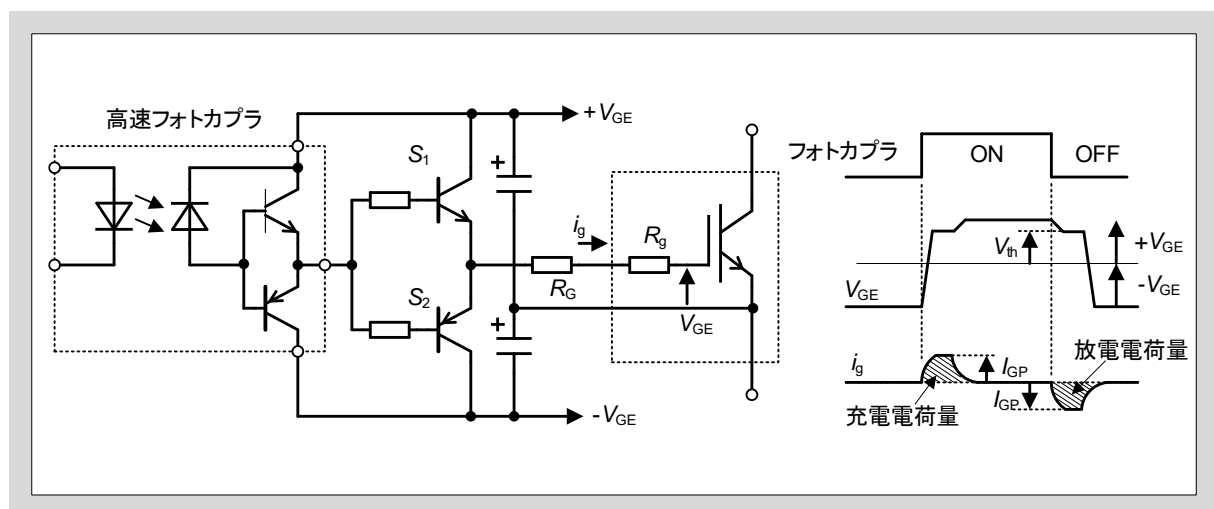 高速フォトカプラ
S1
S2
+
+
+VGE
-VGE
ig
RG
Rg
VGE
フォトカプラ
ON
OFF
Vth
+VGE
-VGE
VGE
ig
IGP
IGP
充電電荷量
放電電荷量